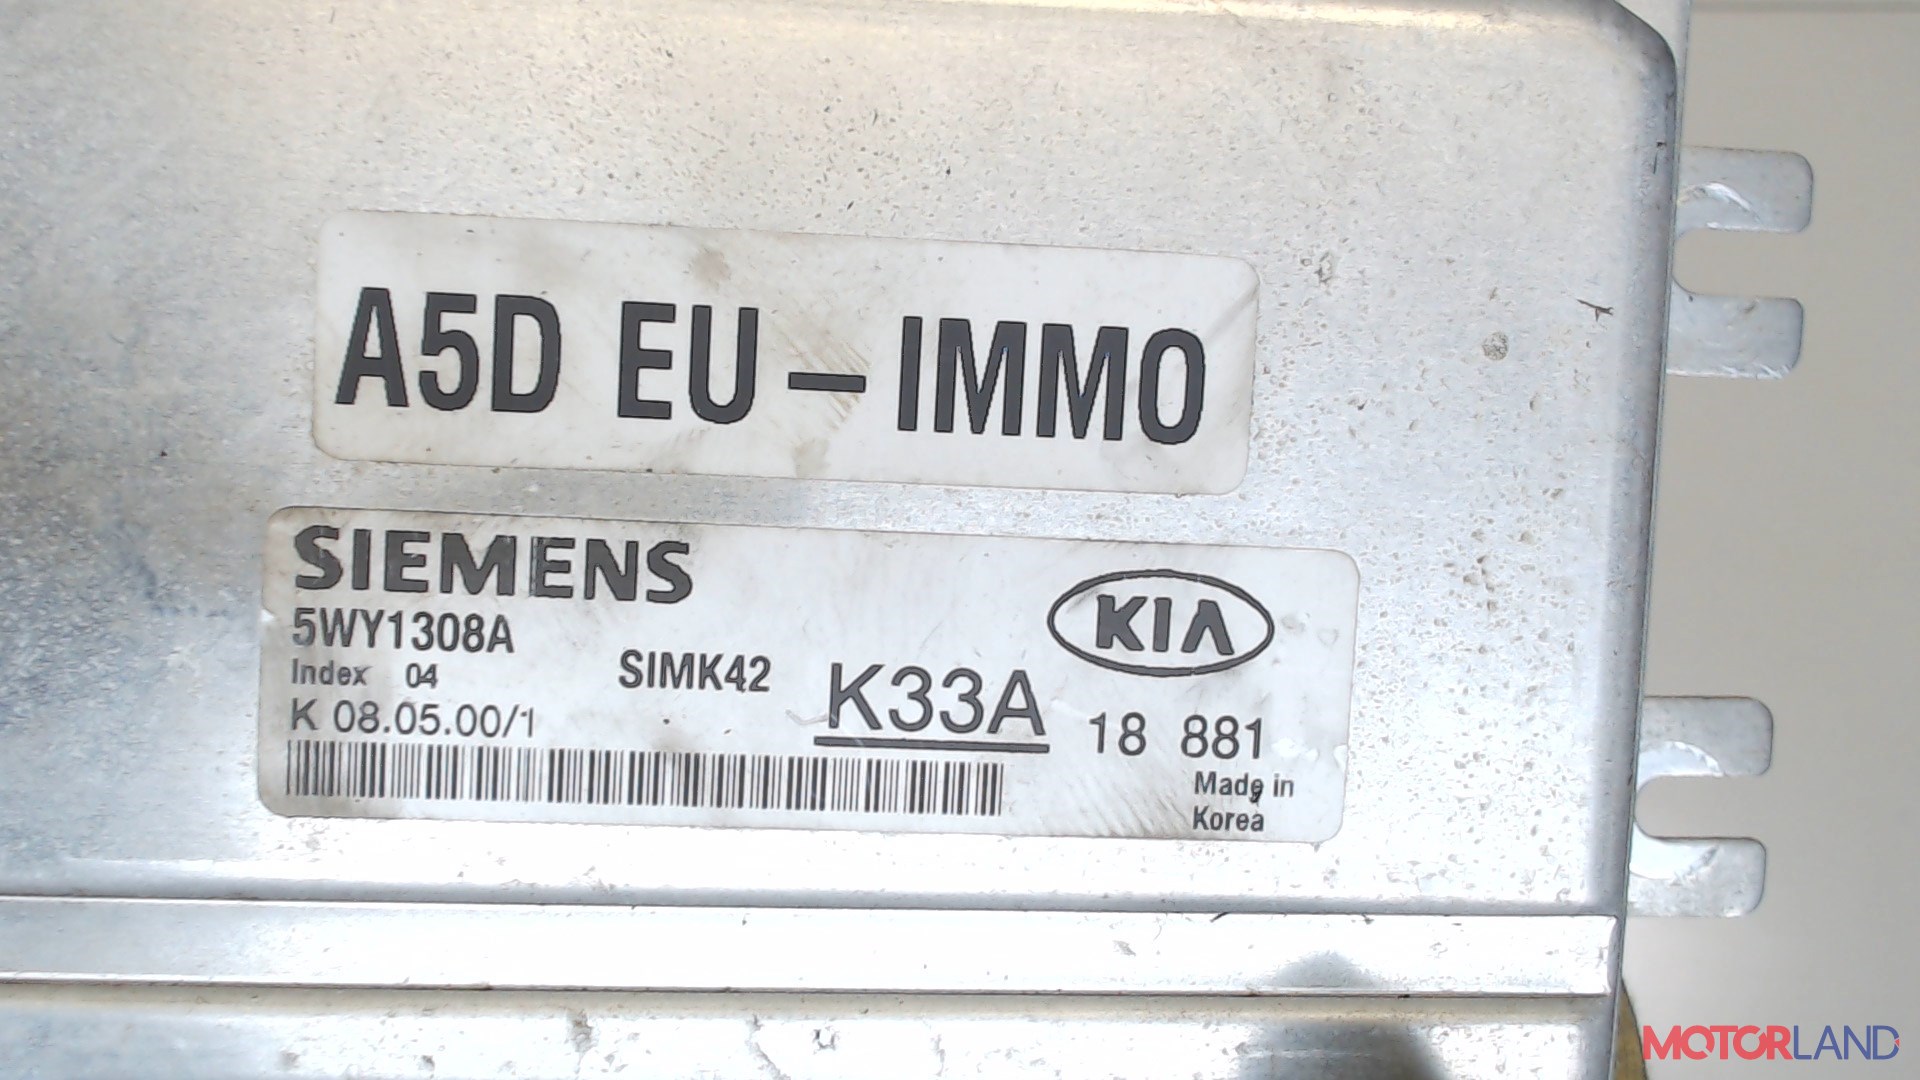 A5D EU – IMMO
SIEMENS
5WY1308A
Index 04
SIMK42
K33A
KIA
18 881
K 08.05.00/1
Made in
Korea
MOTORLAND